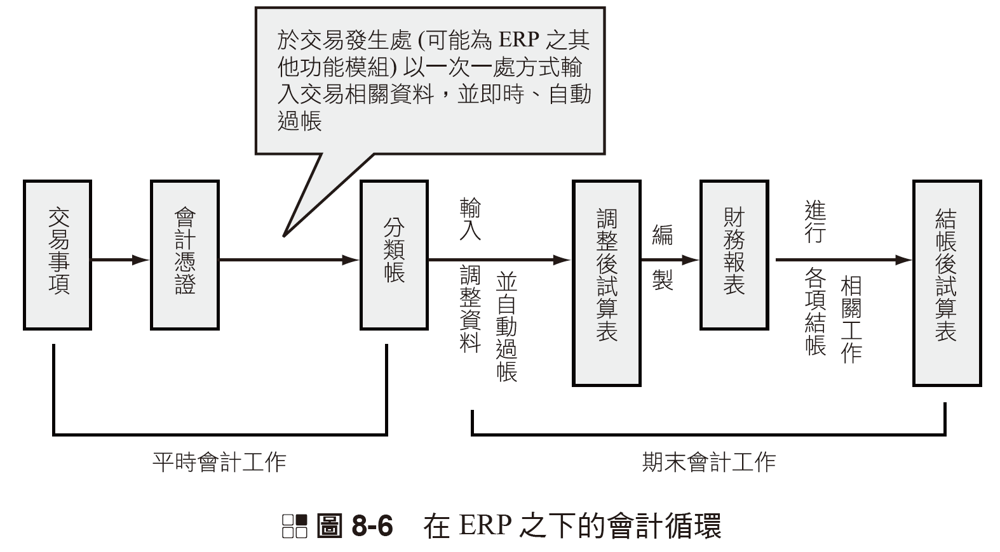 於交易發生處 (可能為 ERP 之其
他功能模組) 以一次一處方式輸
入交易相關資料，並即時、自動
過帳
交易事項
會計憑證
分類帳
輸入
調整資料
並自動過帳
調整後試算表
編
製
財務報表
進行
各項結帳
相關工作
結帳後試算表
平時會計工作
期末會計工作
圖 8-6 在 ERP 之下的會計循環